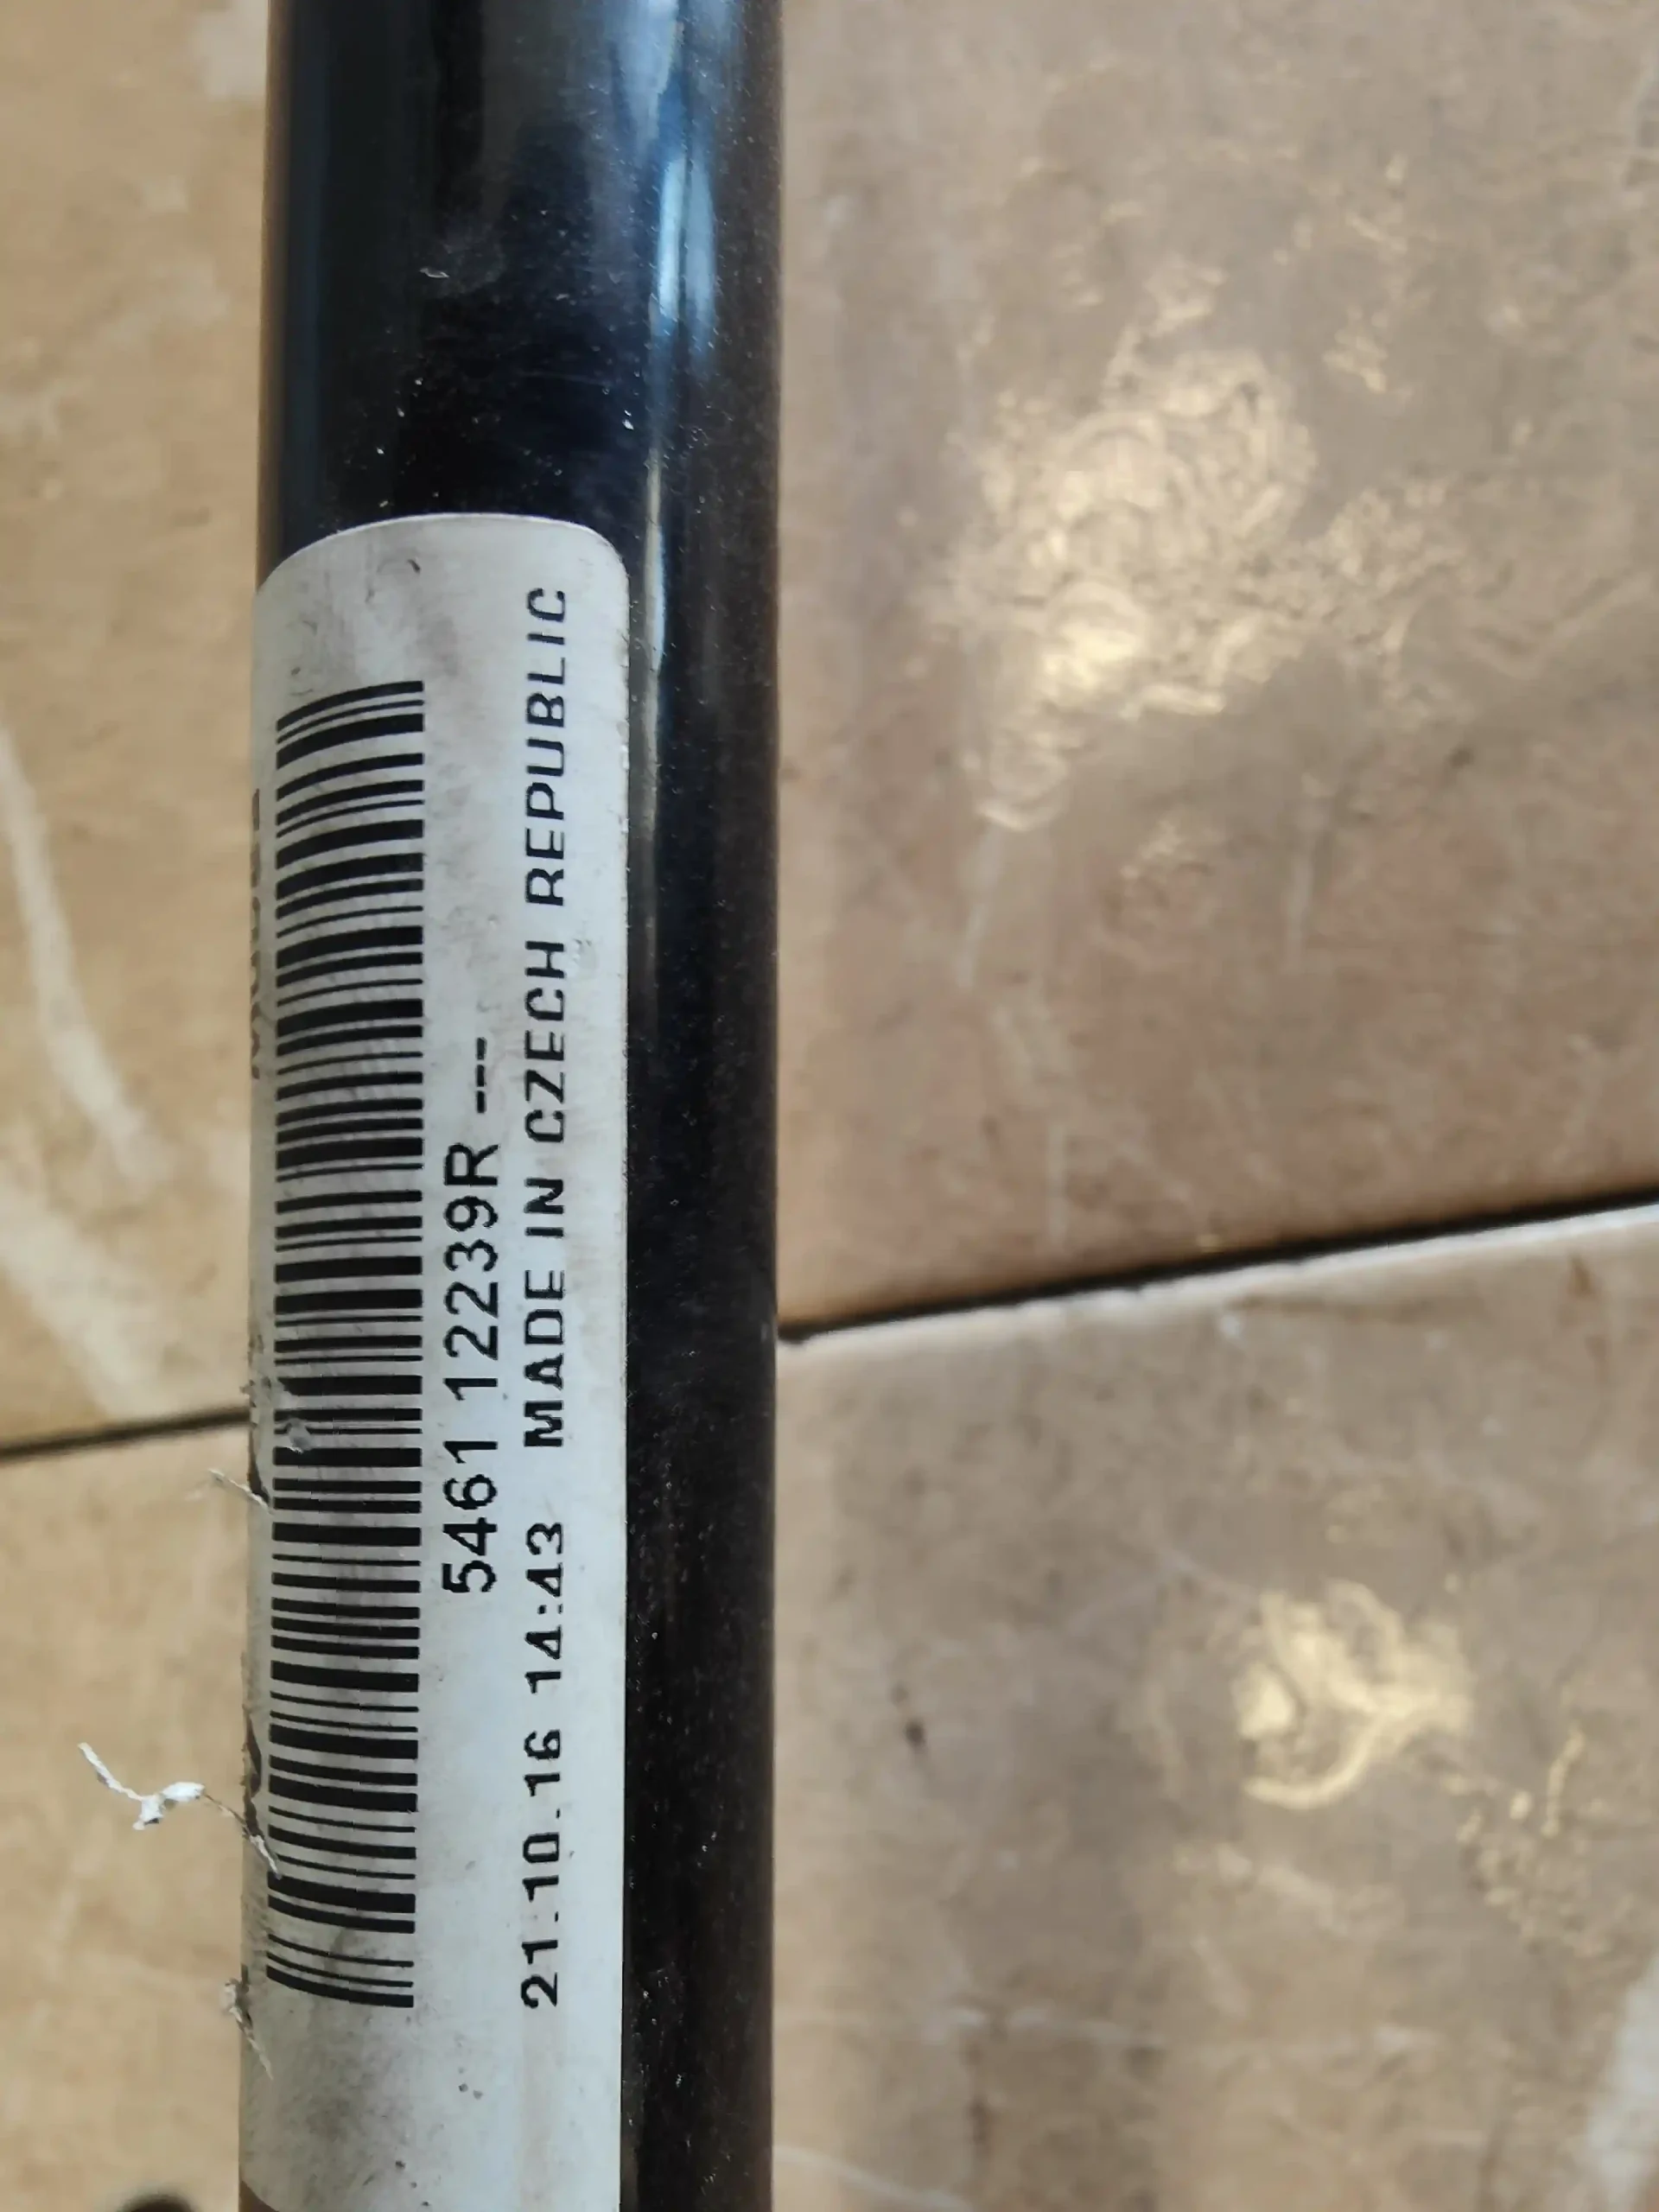 5461 12239R ---
21.10.16 14:43 MADE IN CZECH REPUBLIC